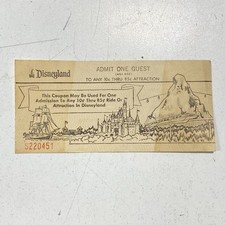 Disneyland
ADMIT ONE GUEST
TO ANY 10¢ THRU 85¢ ATTRACTION
This Coupon May Be Used For One
Admission To Any 10¢ Thru 85¢ Ride Or
Attraction In Disneyland
S220451